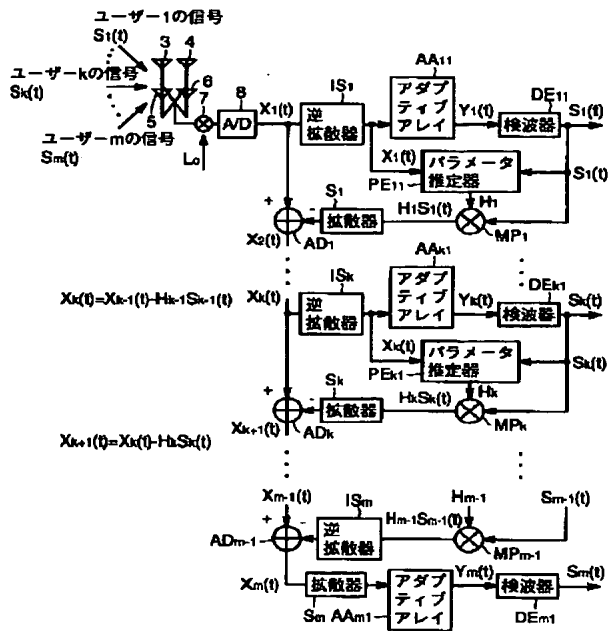 ユーザー1の信号
S1(t)
3
4
ユーザーkの信号
Sk(t)
5
6
7
8
A/D
ユーザーmの信号
Sm(t)
Lo
X1(t)
IS1
逆
拡散器
AA11
アダ
プティブ
アレイ
Y1(t)
DE11
検波器
S1(t)
X1(t)
PE11
パラメータ
推定器
S1(t)
H1
S1
拡散器
H1S1(t)
MP1
+
-
AD1
X2(t)
Xk(t)=Xk-1(t)-Hk-1Sk-1(t)
Xk(t)
ISk
逆
拡散器
AAk1
アダ
プティブ
アレイ
Yk(t)
DEk1
検波器
Sk(t)
Xk(t)
PEk1
パラメータ
推定器
Sk(t)
Hk
Sk
拡散器
HkSk(t)
MPk
+
-
ADk
Xk+1(t)
Xk+1(t)=Xk(t)-HkSk(t)
Xm-1(t)
ISm
逆
拡散器
Hm-1Sm-1(t)
Hm-1
Sm-1(t)
MPm-1
+
-
ADm-1
Xm(t)
拡散器
Sm
AAm1
アダ
プティブ
アレイ
Ym(t)
検波器
DEm1
Sm(t)